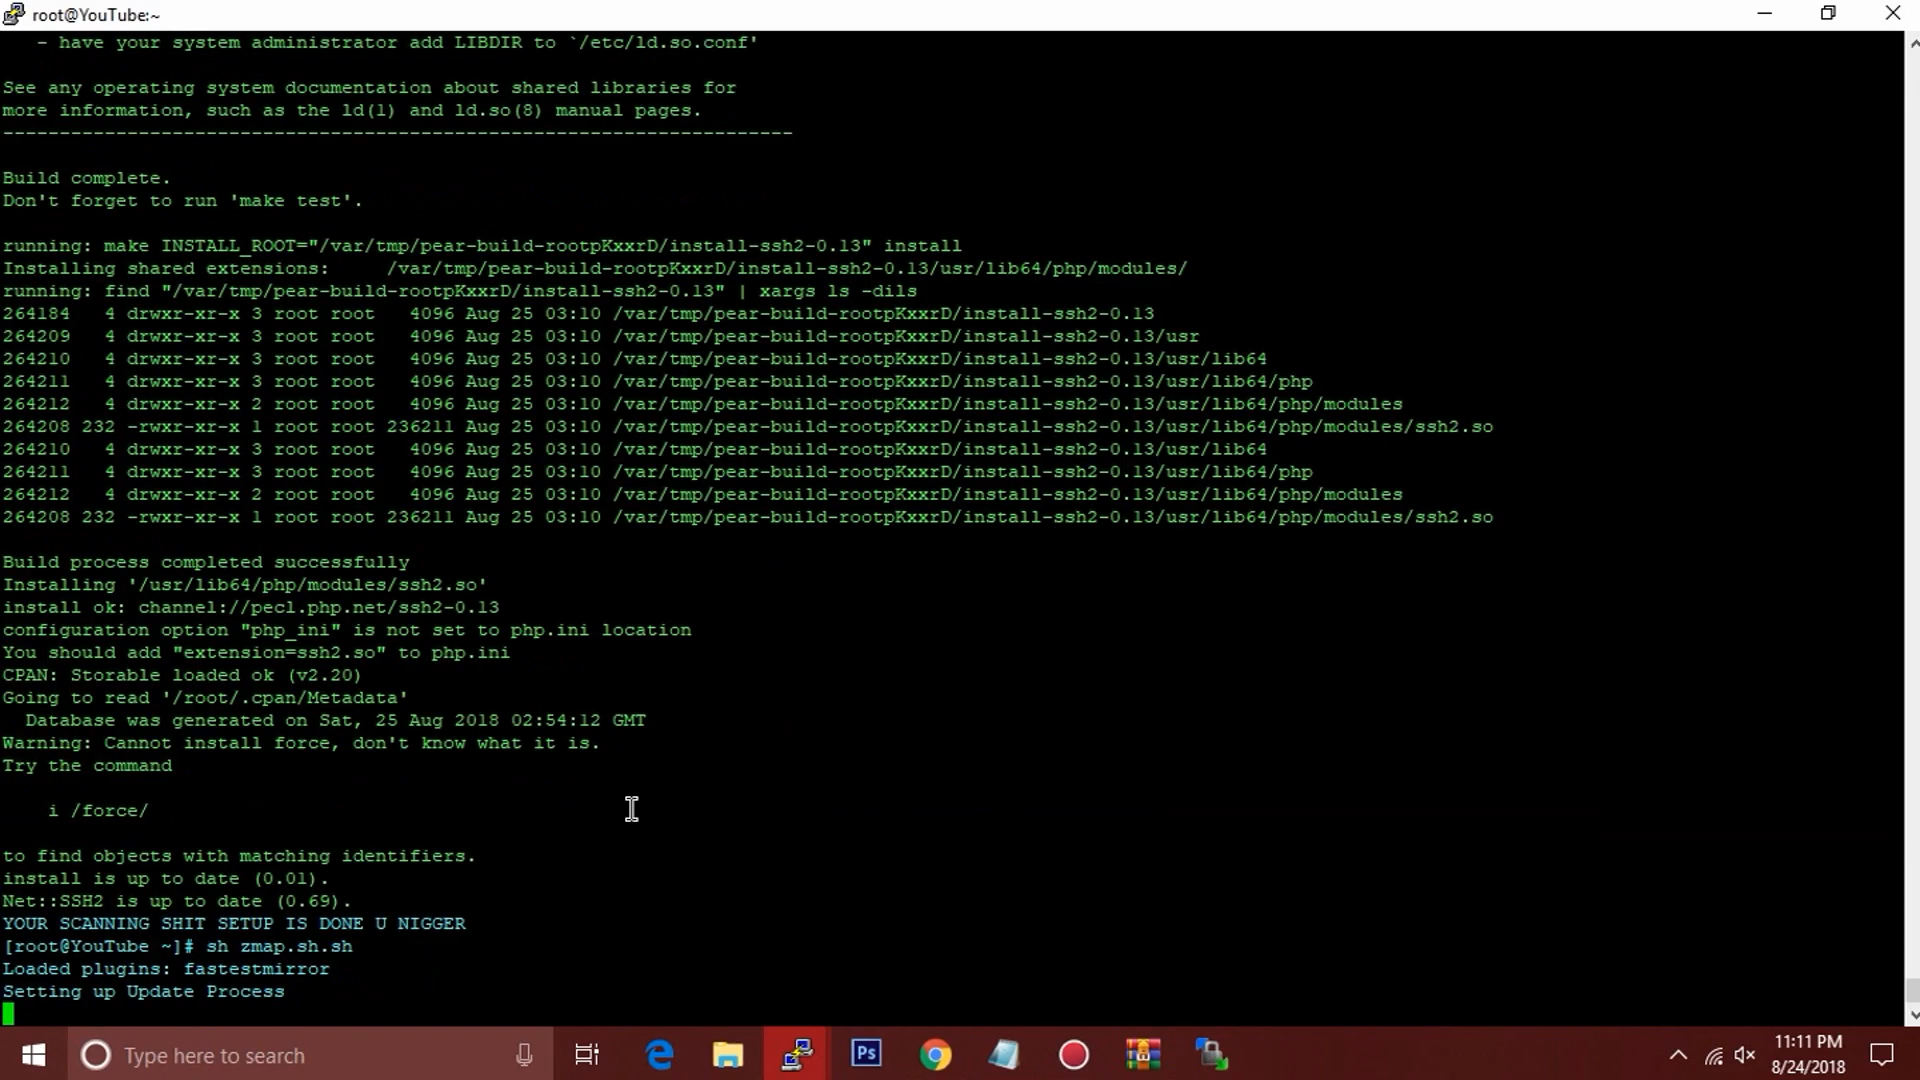 root@YouTube:~
- have your system administrator add LIBDIR to `/etc/ld.so.conf'
See any operating system documentation about shared libraries for
more information, such as the ld(1) and ld.so(8) manual pages.
----------------------------------------------------------------------
Build complete.
Don't forget to run 'make test'.
running: make INSTALL_ROOT="/var/tmp/pear-build-rootpKxxrD/install-ssh2-0.13" install
Installing shared extensions:     /var/tmp/pear-build-rootpKxxrD/install-ssh2-0.13/usr/lib64/php/modules/
running: find "/var/tmp/pear-build-rootpKxxrD/install-ssh2-0.13" | xargs ls -dils
264184   4 drwxr-xr-x 3 root root   4096 Aug 25 03:10 /var/tmp/pear-build-rootpKxxrD/install-ssh2-0.13
264209   4 drwxr-xr-x 3 root root   4096 Aug 25 03:10 /var/tmp/pear-build-rootpKxxrD/install-ssh2-0.13/usr
264210   4 drwxr-xr-x 3 root root   4096 Aug 25 03:10 /var/tmp/pear-build-rootpKxxrD/install-ssh2-0.13/usr/lib64
264211   4 drwxr-xr-x 3 root root   4096 Aug 25 03:10 /var/tmp/pear-build-rootpKxxrD/install-ssh2-0.13/usr/lib64/php
264212   4 drwxr-xr-x 2 root root   4096 Aug 25 03:10 /var/tmp/pear-build-rootpKxxrD/install-ssh2-0.13/usr/lib64/php/modules
264208 232 -rwxr-xr-x 1 root root 236211 Aug 25 03:10 /var/tmp/pear-build-rootpKxxrD/install-ssh2-0.13/usr/lib64/php/modules/ssh2.so
264210   4 drwxr-xr-x 3 root root   4096 Aug 25 03:10 /var/tmp/pear-build-rootpKxxrD/install-ssh2-0.13/usr/lib64
264211   4 drwxr-xr-x 3 root root   4096 Aug 25 03:10 /var/tmp/pear-build-rootpKxxrD/install-ssh2-0.13/usr/lib64/php
264212   4 drwxr-xr-x 2 root root   4096 Aug 25 03:10 /var/tmp/pear-build-rootpKxxrD/install-ssh2-0.13/usr/lib64/php/modules
264208 232 -rwxr-xr-x 1 root root 236211 Aug 25 03:10 /var/tmp/pear-build-rootpKxxrD/install-ssh2-0.13/usr/lib64/php/modules/ssh2.so
Build process completed successfully
Installing '/usr/lib64/php/modules/ssh2.so'
install ok: channel://pecl.php.net/ssh2-0.13
configuration option "php_ini" is not set to php.ini location
You should add "extension=ssh2.so" to php.ini
CPAN: Storable loaded ok (v2.20)
Going to read '/root/.cpan/Metadata'
Database was generated on Sat, 25 Aug 2018 02:54:12 GMT
Warning: Cannot install force, don't know what it is.
Try the command
i /force/
to find objects with matching identifiers.
install is up to date (0.01).
Net::SSH2 is up to date (0.69).
YOUR SCANNING SHIT SETUP IS DONE U NIGGER
[root@YouTube ~]# sh zmap.sh.sh
Loaded plugins: fastestmirror
Setting up Update Process
Type here to search
Ps
11:11 PM
8/24/2018